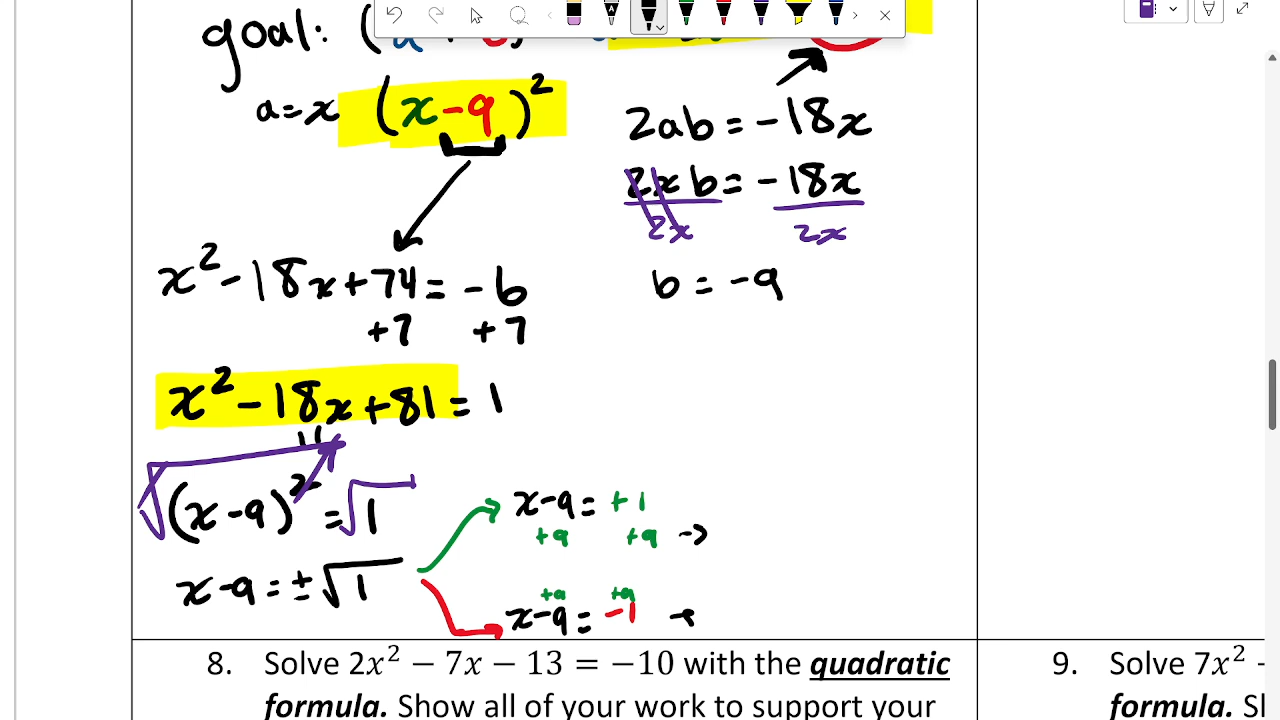 goal: (a + b)
a = x (x - 9)²
2ab = -18x
2xb = -18x
2x 2x
b = -9
x² - 18x + 74 = -6
+7 +7
x² - 18x + 81 = 1
√(x - 9)² = √1
x - 9 = +1
+9 +9 →
x - 9 = ±√1
+9 +9
x - 9 = -1
8. Solve 2x² − 7x − 13 = −10 with the quadratic
formula. Show all of your work to support your
9. Solve 7x² -
formula. Sl